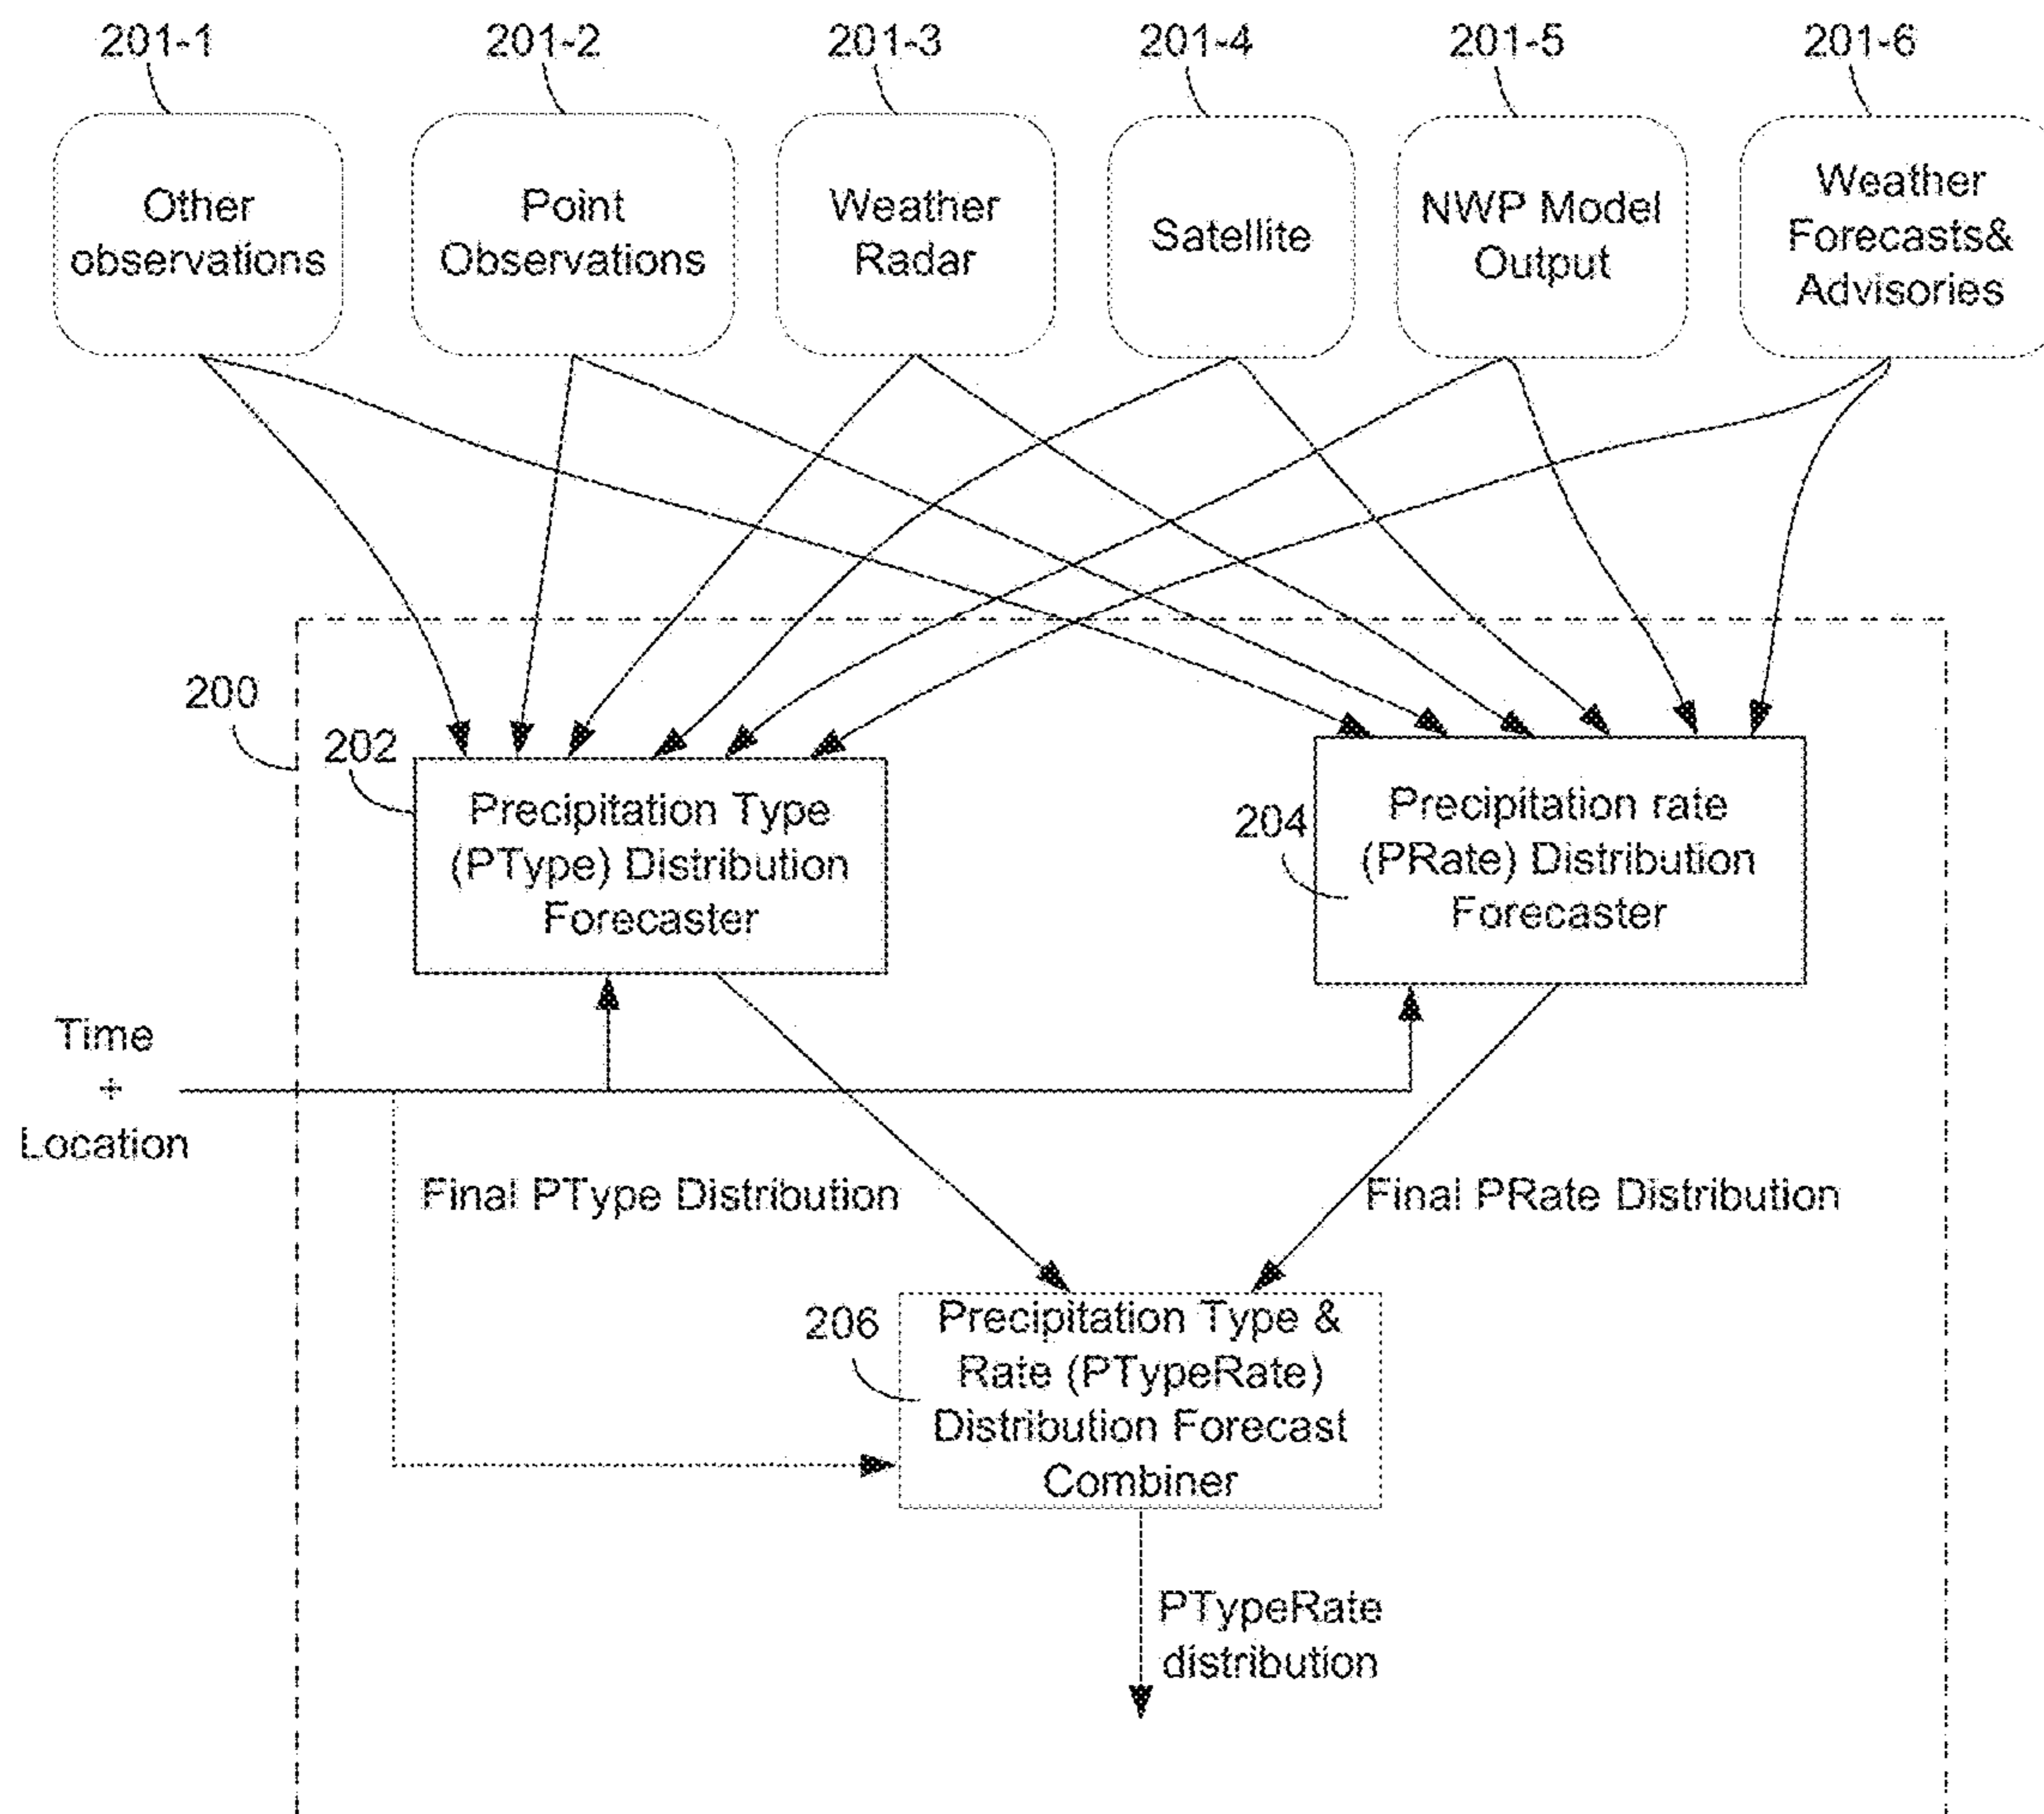 201-1
201-2
201-3
201-4
201-5
201-6
Other
observations
Point
Observations
Weather
Radar
Satellite
NWP Model
Output
Weather
Forecasts&
Advisories
200
202
Precipitation Type
(PType) Distribution
Forecaster
204
Precipitation rate
(PRate) Distribution
Forecaster
Time
+
Location
Final PType Distribution
Final PRate Distribution
206
Precipitation Type &
Rate (PTypeRate)
Distribution Forecast
Combiner
PTypeRate
distribution